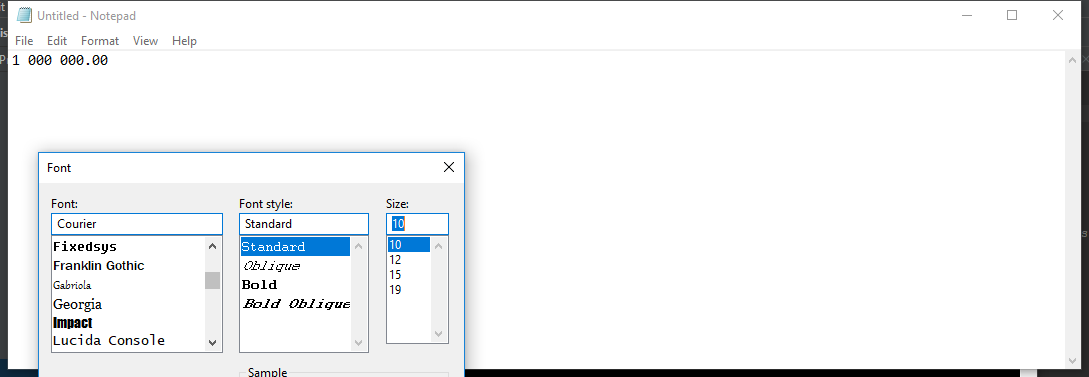 Untitled - Notepad
File Edit Format View Help
1 000 000.00
Font
Font: Font style: Size:
Courier Standard 10
Fixedsys Standard 10
Franklin Gothic Oblique 12
Gabriola Bold 15
Georgia Bold Oblique 19
Impact
Lucida Console
Sample